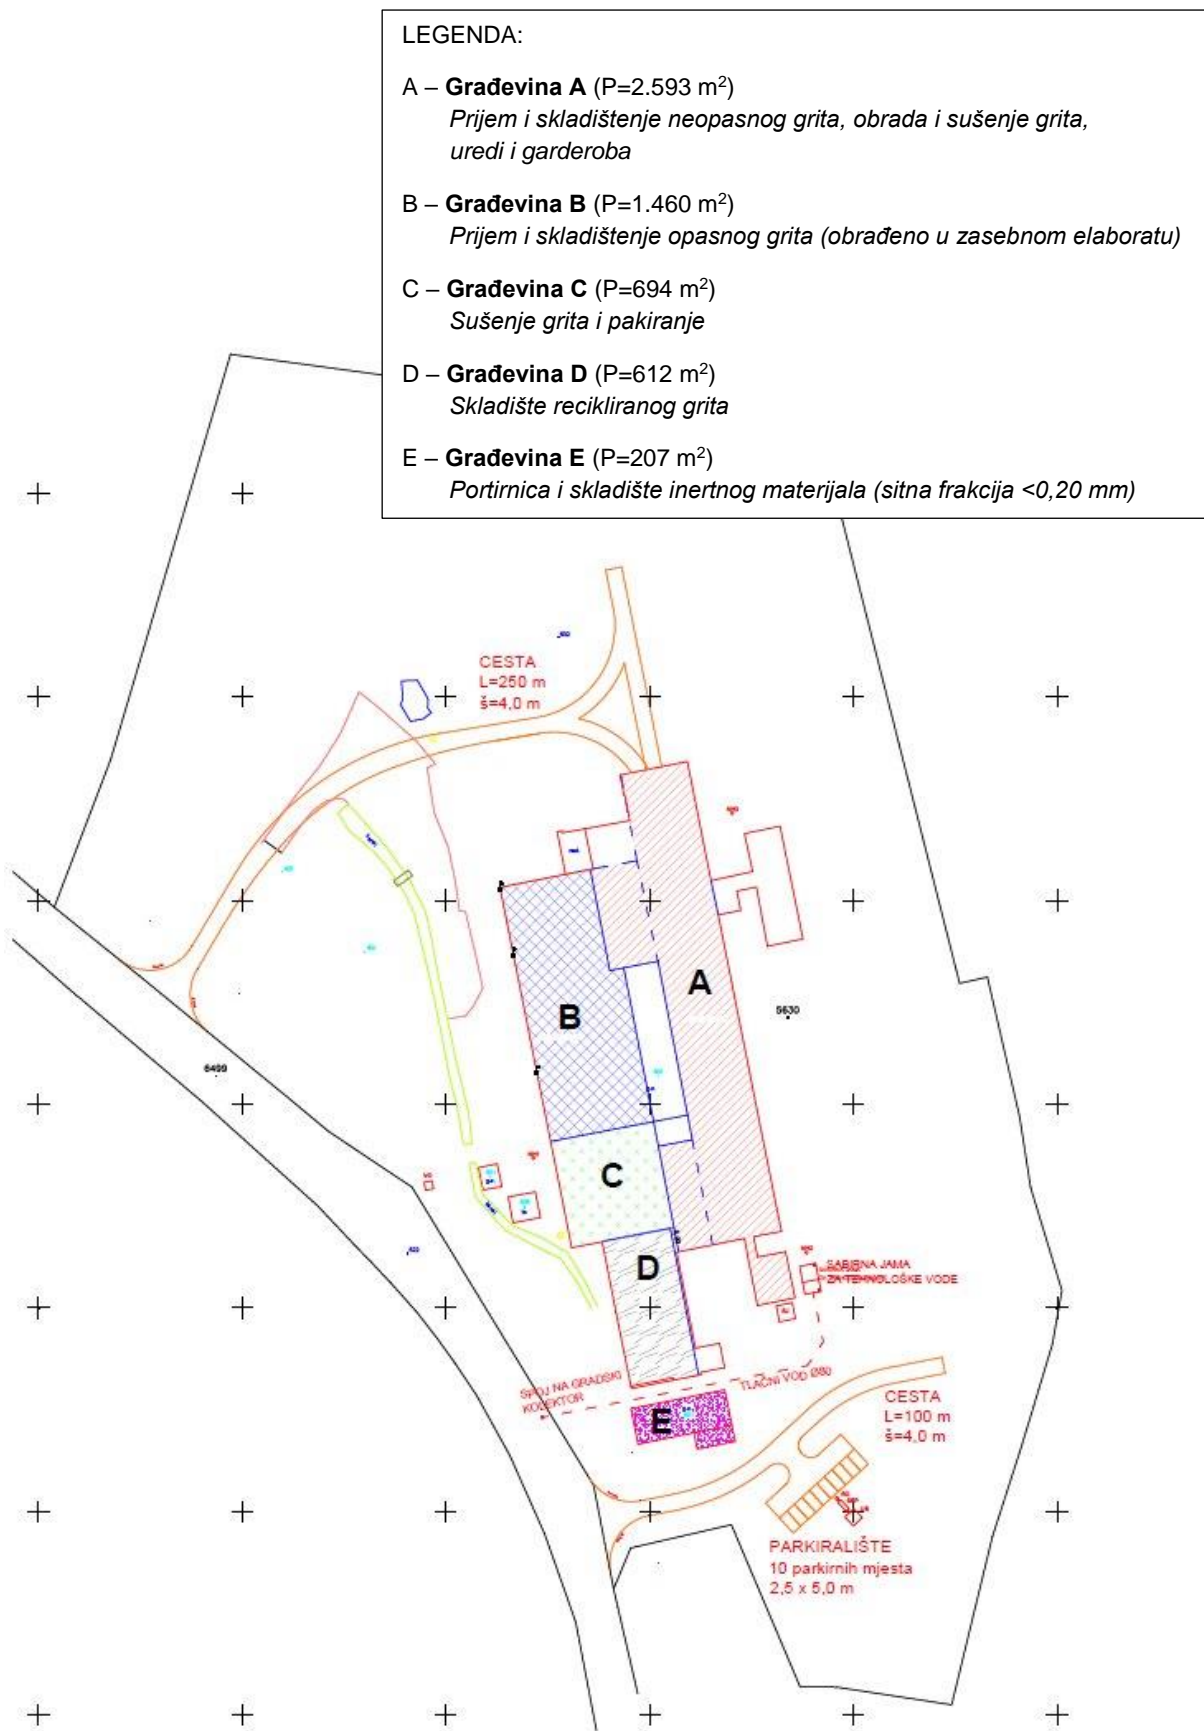 LEGENDA:
A – Građevina A (P=2.593 m²)
Prijem i skladištenje neopasnog grita, obrada i sušenje grita,
uredi i garderoba
B – Građevina B (P=1.460 m²)
Prijem i skladištenje opasnog grita (obrađeno u zasebnom elaboratu)
C – Građevina C (P=694 m²)
Sušenje grita i pakiranje
D – Građevina D (P=612 m²)
Skladište recikliranog grita
E – Građevina E (P=207 m²)
Portirnica i skladište inertnog materijala (sitna frakcija <0,20 mm)
CESTA
L=250 m
š=4,0 m
A
B
5630
6499
C
D
SABIRNA JAMA
ZA TEHNOLOŠKE VODE
SPOJ NA GRADSKI
KOLEKTOR
TLAČNI VOD Ø80
E
CESTA
L=100 m
š=4,0 m
PARKIRALIŠTE
10 parkirnih mjesta
2,5 x 5,0 m